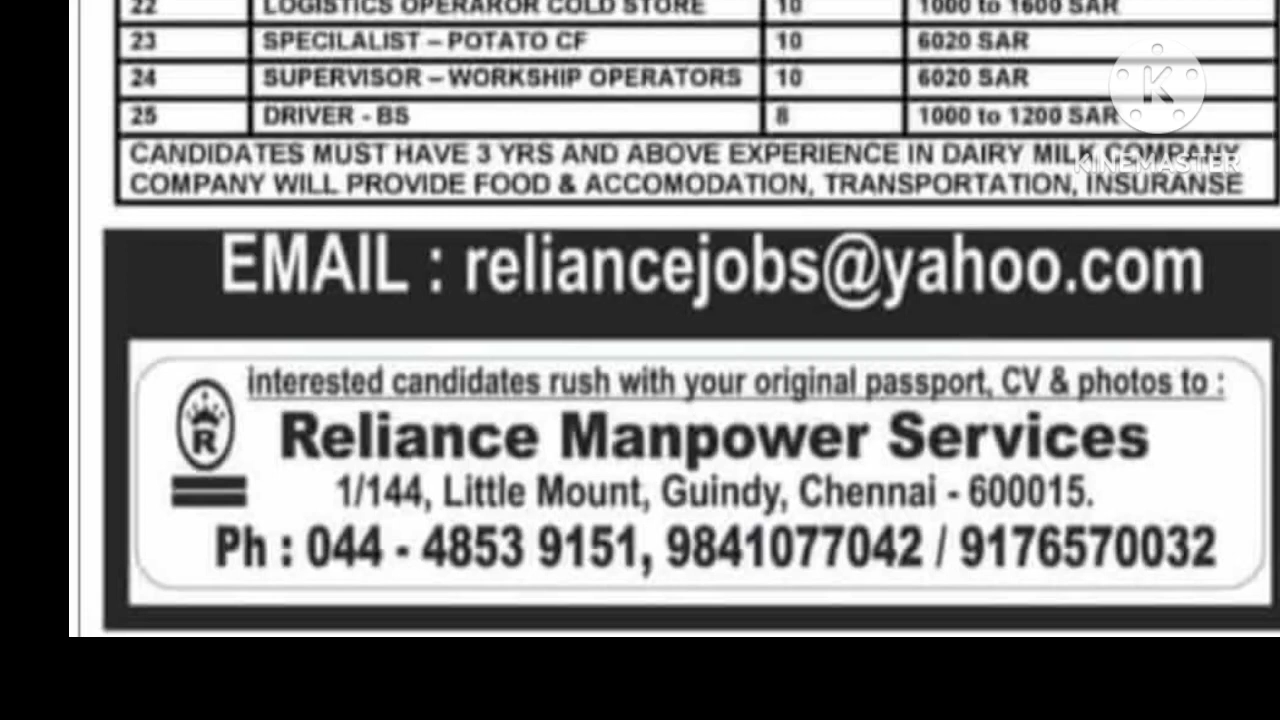 22 LOGISTICS OPERAROR COLD STORE 10 1000 to 1600 SAR
23 SPECILALIST – POTATO CF 10 6020 SAR
24 SUPERVISOR – WORKSHIP OPERATORS 10 6020 SAR
25 DRIVER - BS 8 1000 to 1200 SAR
CANDIDATES MUST HAVE 3 YRS AND ABOVE EXPERIENCE IN DAIRY MILK COMPANY
COMPANY WILL PROVIDE FOOD & ACCOMODATION, TRANSPORTATION, INSURANSE
K
KINEMASTER
EMAIL : reliancejobs@yahoo.com
interested candidates rush with your original passport, CV & photos to :
R
Reliance Manpower Services
1/144, Little Mount, Guindy, Chennai - 600015.
Ph : 044 - 4853 9151, 9841077042 / 9176570032